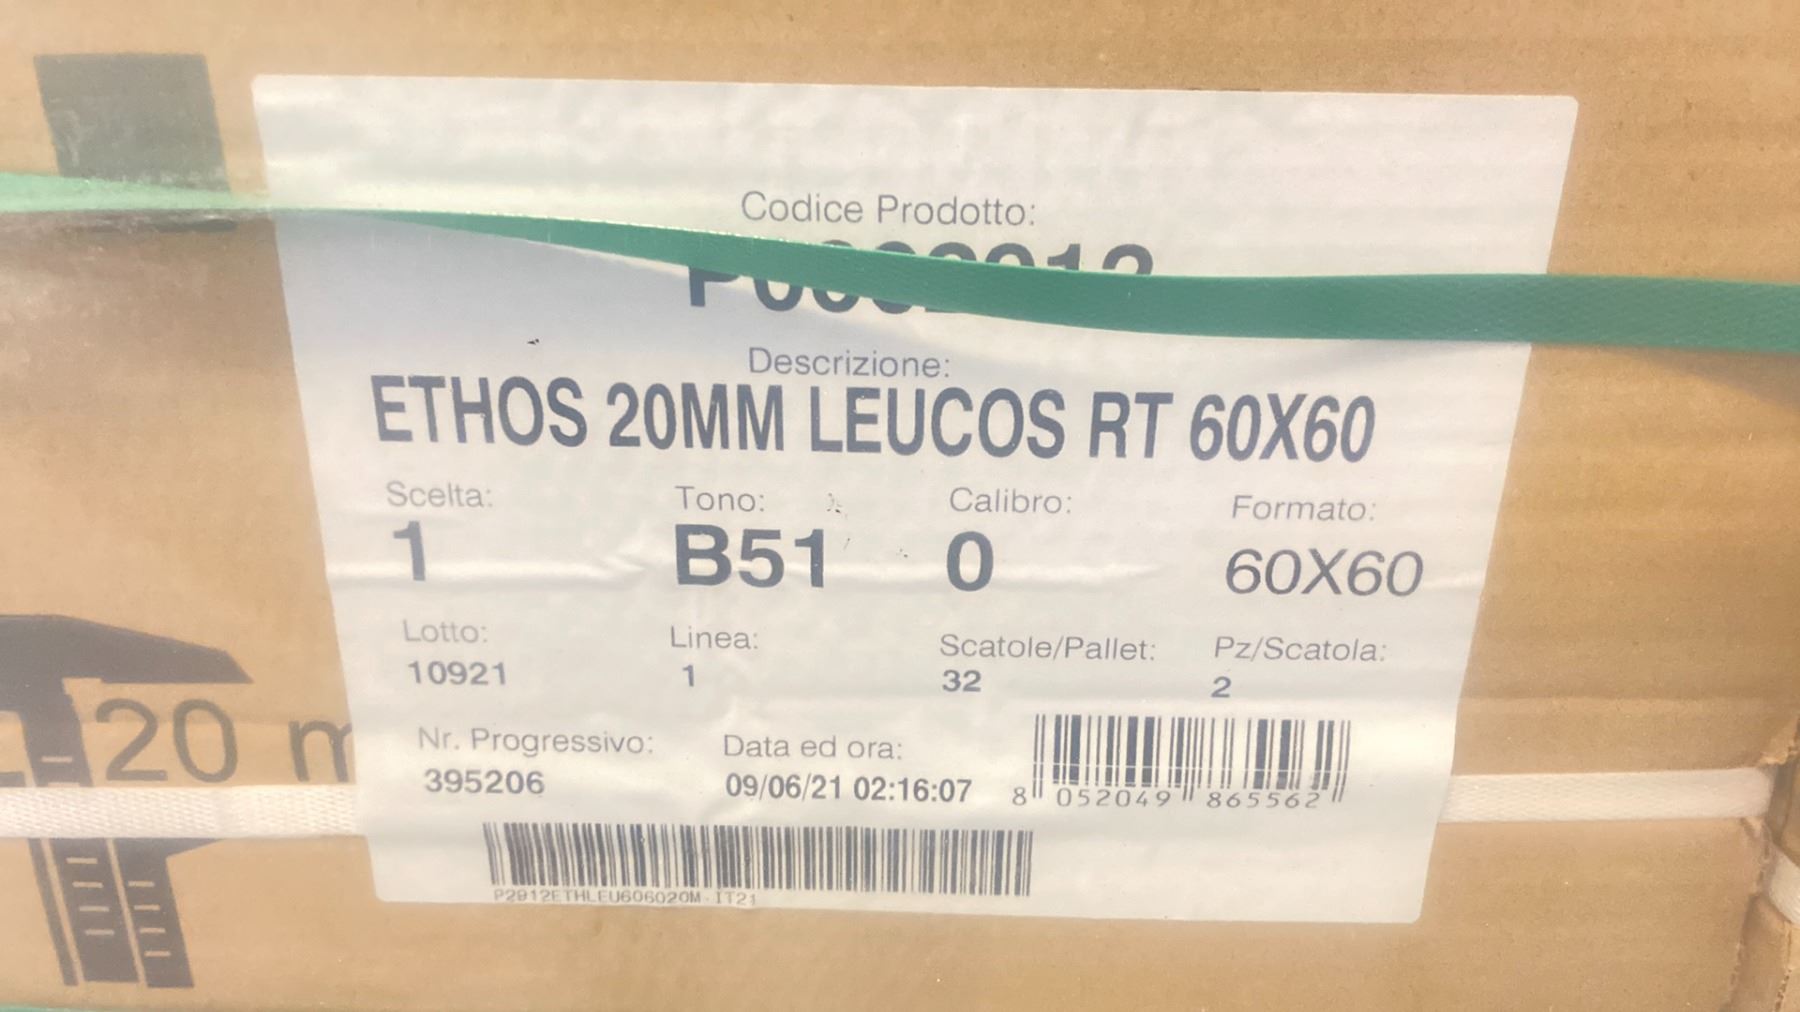 Codice Prodotto:
Descrizione:
ETHOS 20MM LEUCOS RT 60X60
Scelta: Tono: Calibro: Formato:
1 B51 0 60X60
Lotto: Linea: Scatole/Pallet: Pz/Scatola:
10921 1 32 2
20
Nr. Progressivo: Data ed ora:
395206 09/06/21 02:16:07
8 052049 865562
P2912ETHLEU606020M-IT21